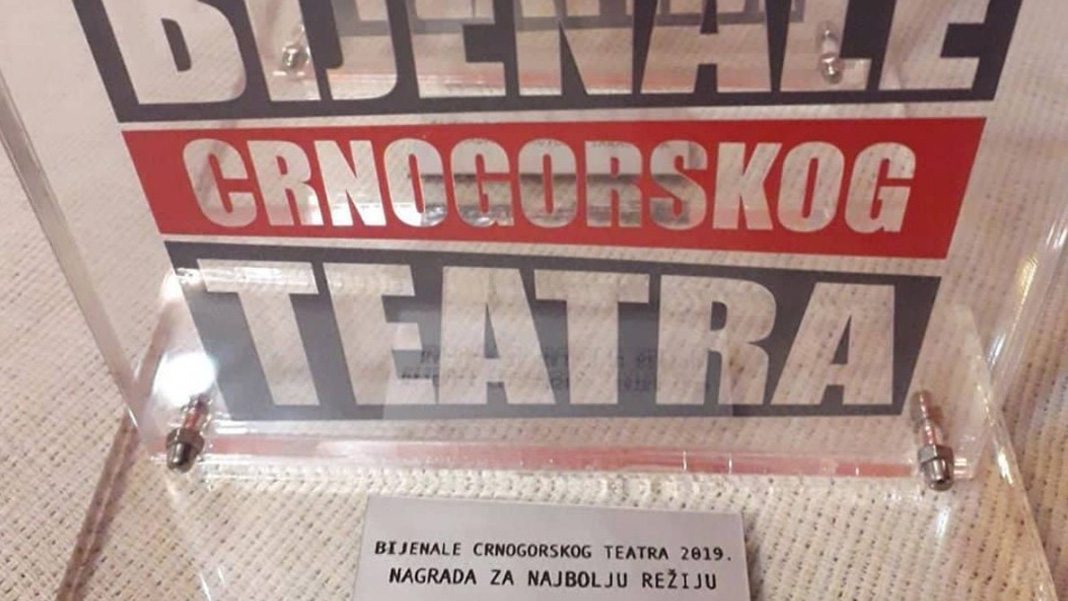 BIJENALE
CRNOGORSKOG
TEATRA
BIJENALE CRNOGORSKOG TEATRA 2019.
NAGRADA ZA NAJBOLJU REŽIJU